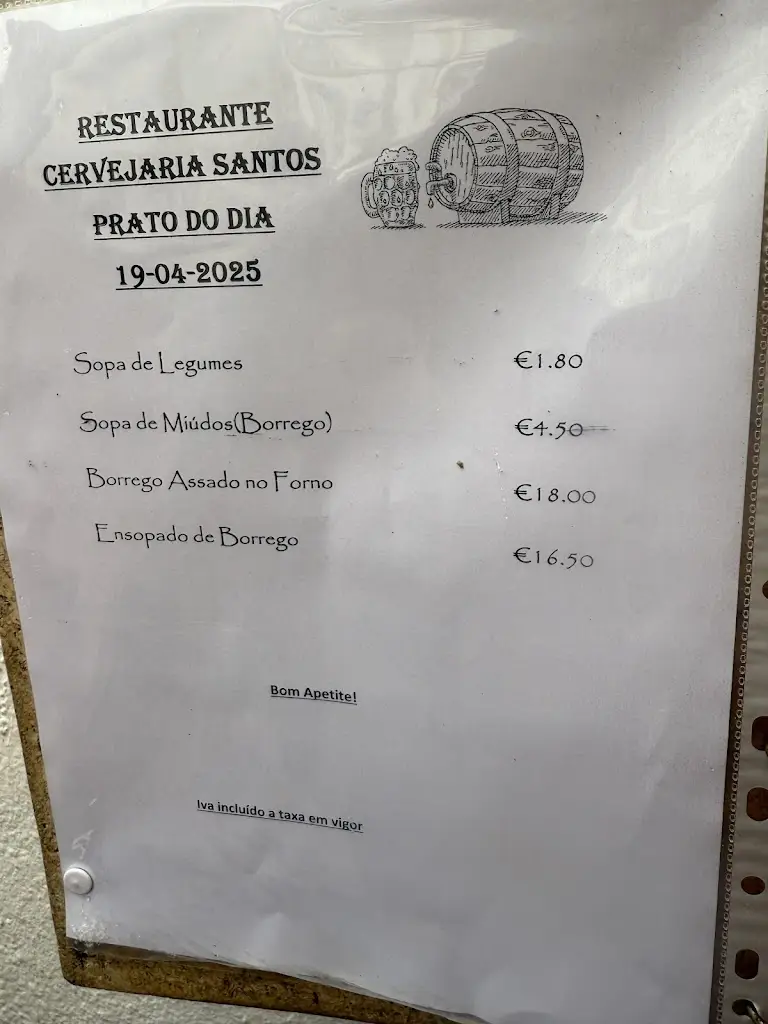 RESTAURANTE
CERVEJARIA SANTOS
PRATO DO DIA
19-04-2025
Sopa de Legumes €1.80
Sopa de Miúdos(Borrego) €4.50
Borrego Assado no Forno €18.00
Ensopado de Borrego €16.50
Bom Apetite!
Iva incluído a taxa em vigor